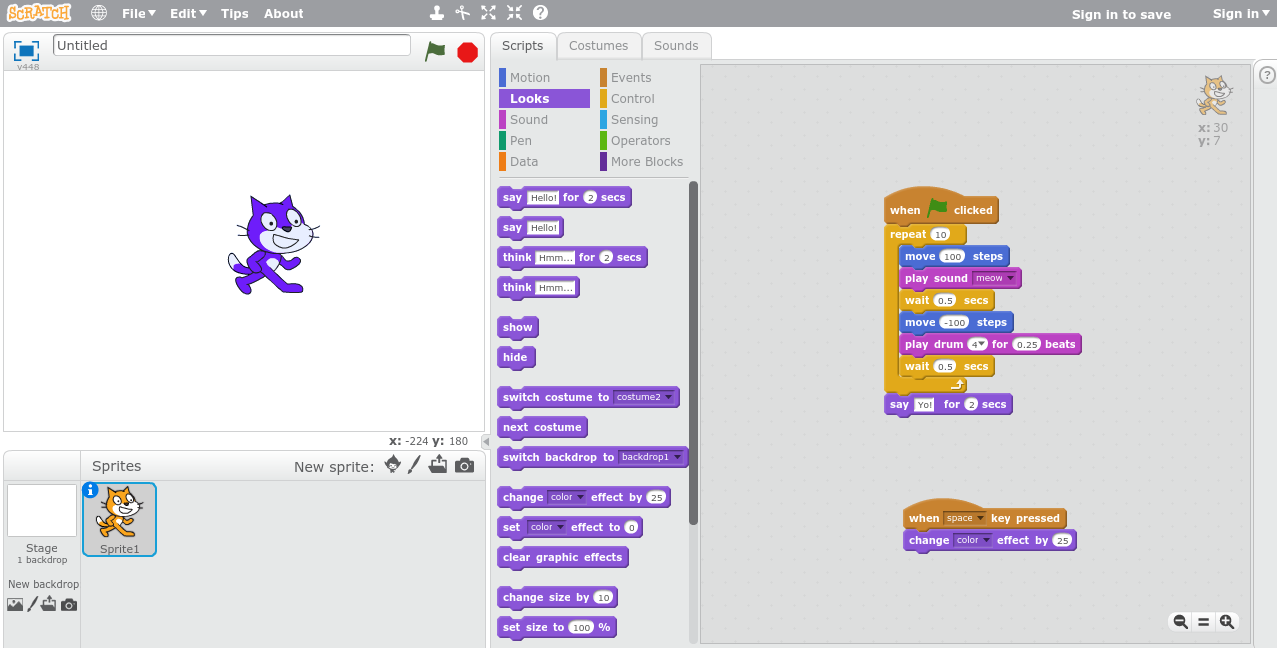 SCRATCH File Edit Tips About Sign in to save Sign in
v448 Untitled
Scripts Costumes Sounds
Motion Events
Looks Control
Sound Sensing
Pen Operators
Data More Blocks
say Hello! for 2 secs
say Hello!
think Hmm... for 2 secs
think Hmm...
show
hide
switch costume to costume2
next costume
switch backdrop to backdrop1
change color effect by 25
set color effect to 0
clear graphic effects
change size by 10
set size to 100 %
x: 30
y: 7
when clicked
repeat 10
move 100 steps
play sound meow
wait 0.5 secs
move -100 steps
play drum 4 for 0.25 beats
wait 0.5 secs
say Yo! for 2 secs
when space key pressed
change color effect by 25
x: -224 y: 180
Sprites New sprite:
Sprite1
Stage
1 backdrop
New backdrop